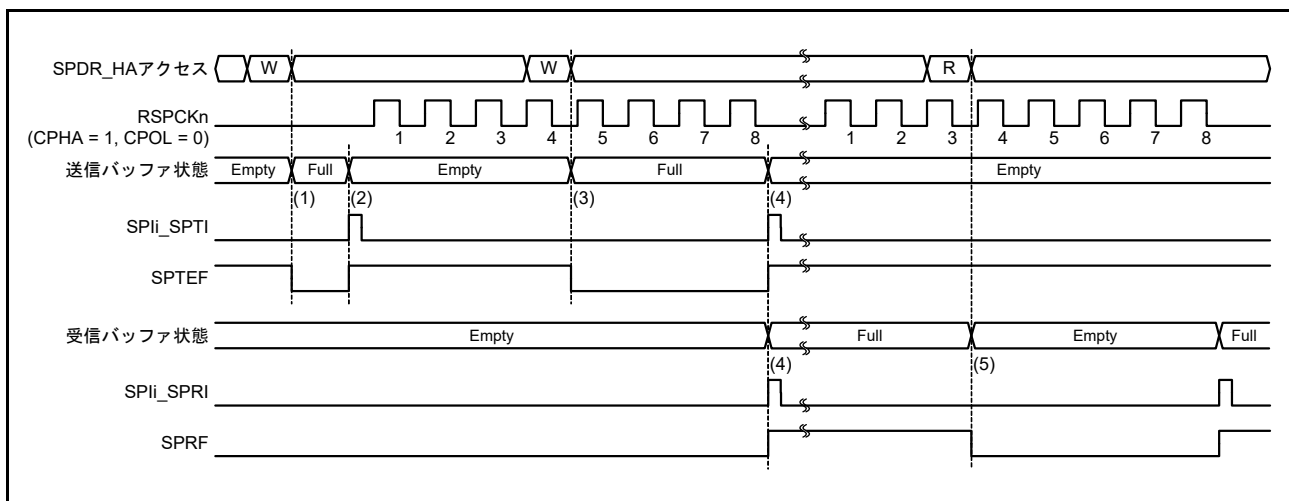 SPDR_HAアクセス W W R
RSPCKn
(CPHA = 1, CPOL = 0)
1 2 3 4 5 6 7 8 1 2 3 4 5 6 7 8
送信バッファ状態 Empty Full Empty Full Empty
(1) (2) (3) (4)
SPIi_SPTI
SPTEF
受信バッファ状態 Empty Full Empty Full
(4) (5)
SPIi_SPRI
SPRF